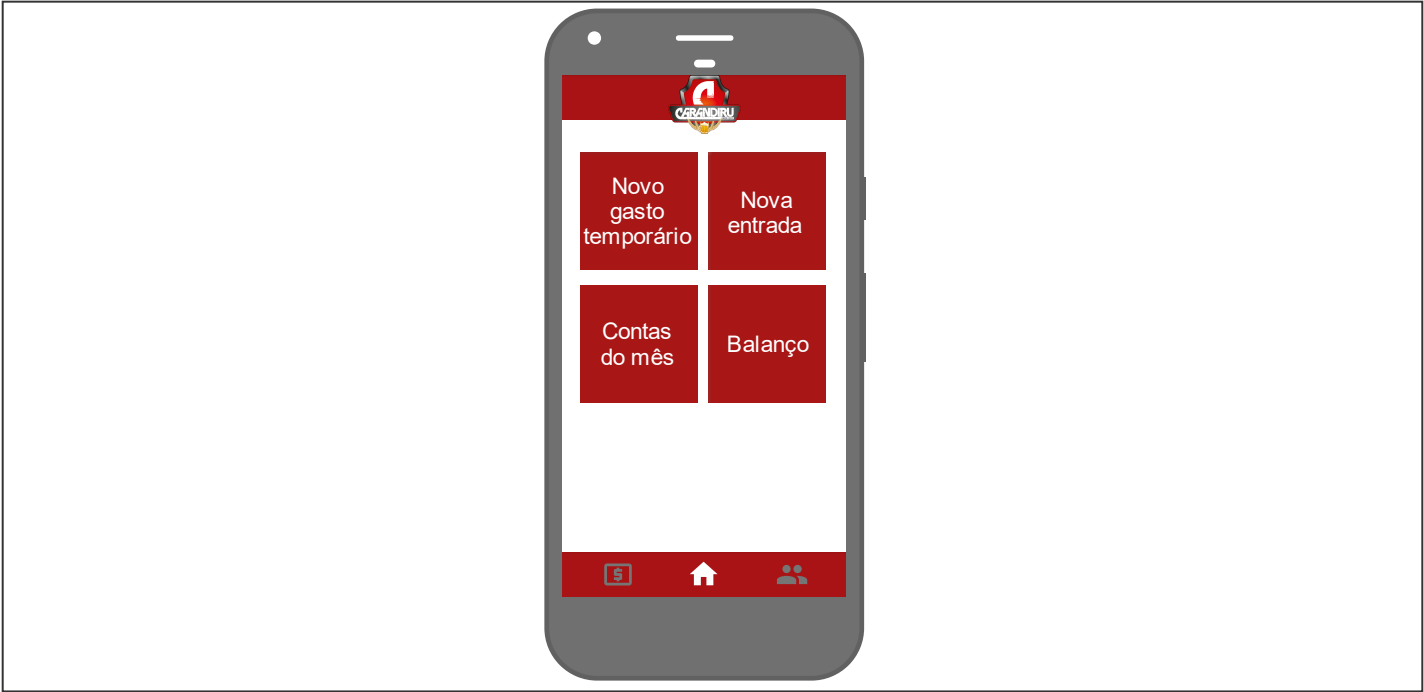 CARANDIRU
Novo
gasto
temporário
Nova
entrada
Contas
do mês
Balanço
$